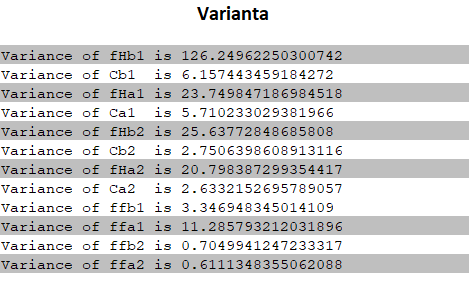 Varianta
Variance of fHb1 is 126.24962250300742
Variance of Cb1  is 6.157443459184272
Variance of fHa1 is 23.749847186984518
Variance of Ca1  is 5.710233029381966
Variance of fHb2 is 25.63772848685808
Variance of Cb2  is 2.7506398608913116
Variance of fHa2 is 20.798387299354417
Variance of Ca2  is 2.6332152695789057
Variance of ffb1 is 3.346948345014109
Variance of ffa1 is 11.285793212031896
Variance of ffb2 is 0.7049941247233317
Variance of ffa2 is 0.6111348355062088